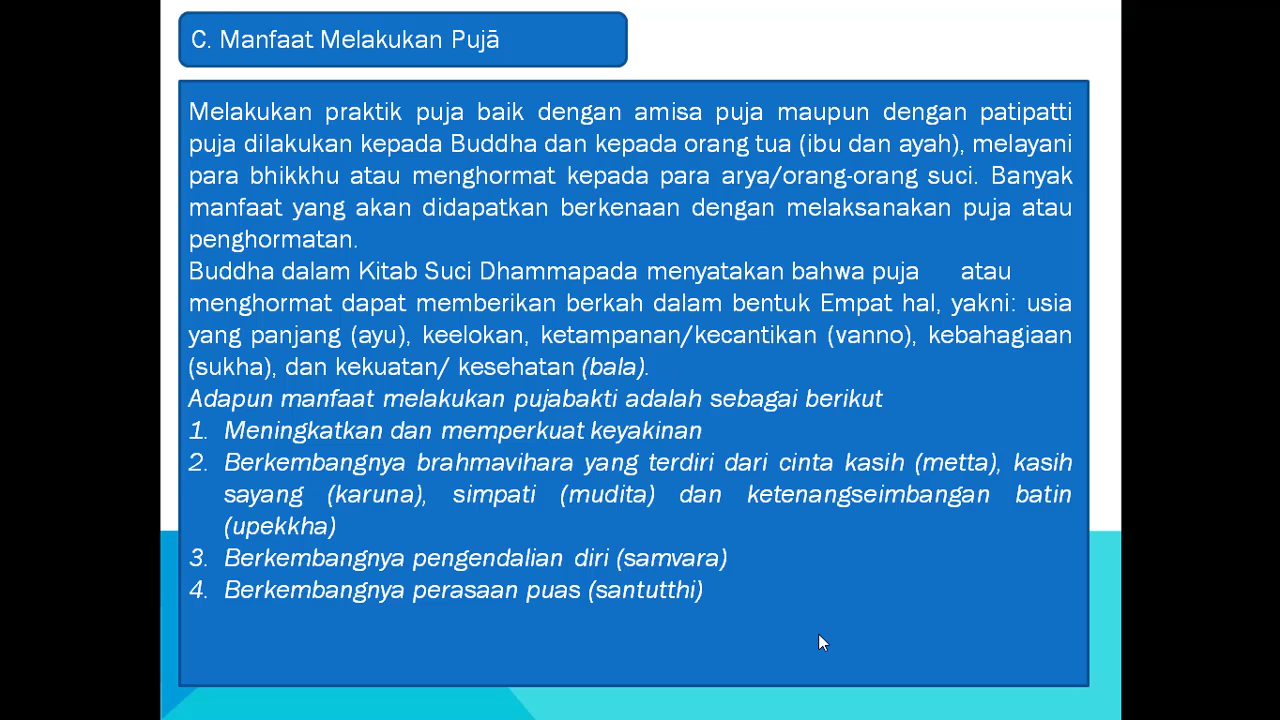 C. Manfaat Melakukan Pujā
Melakukan praktik puja baik dengan amisa puja maupun dengan patipatti
puja dilakukan kepada Buddha dan kepada orang tua (ibu dan ayah), melayani
para bhikkhu atau menghormat kepada para arya/orang-orang suci. Banyak
manfaat yang akan didapatkan berkenaan dengan melaksanakan puja atau
penghormatan.
Buddha dalam Kitab Suci Dhammapada menyatakan bahwa puja atau
menghormat dapat memberikan berkah dalam bentuk Empat hal, yakni: usia
yang panjang (ayu), keelokan, ketampanan/kecantikan (vanno), kebahagiaan
(sukha), dan kekuatan/ kesehatan (bala).
Adapun manfaat melakukan pujabakti adalah sebagai berikut
1. Meningkatkan dan memperkuat keyakinan
2. Berkembangnya brahmavihara yang terdiri dari cinta kasih (metta), kasih
sayang (karuna), simpati (mudita) dan ketenangseimbangan batin
(upekkha)
3. Berkembangnya pengendalian diri (samvara)
4. Berkembangnya perasaan puas (santutthi)